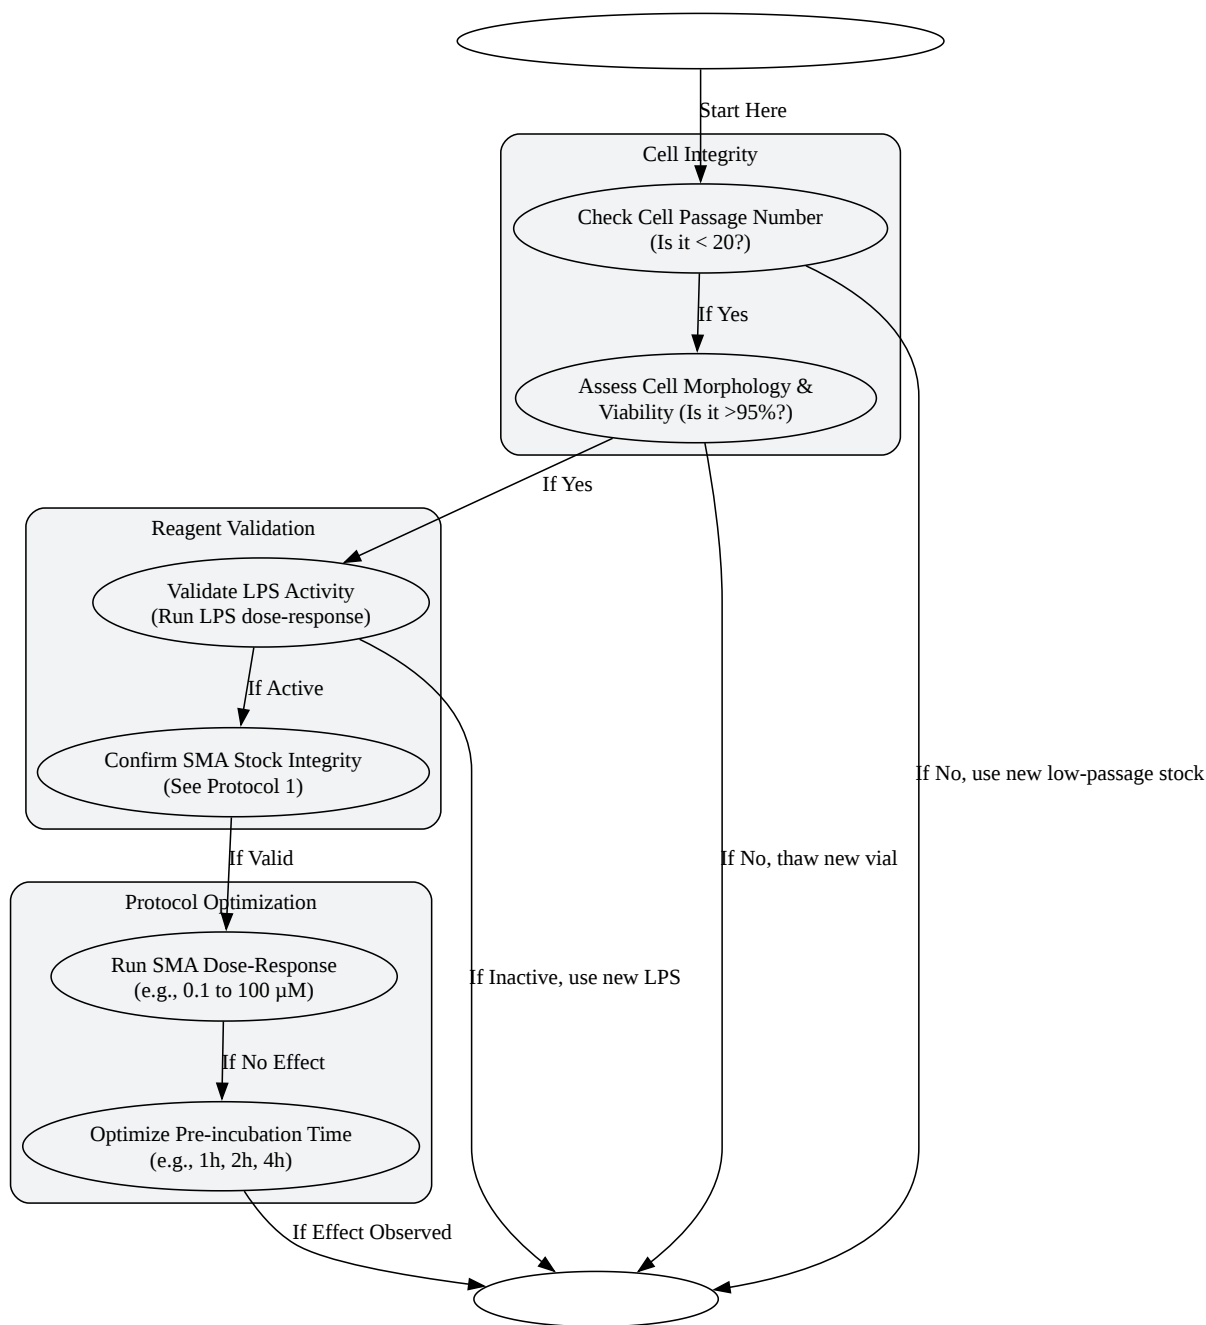 Start Here
Cell Integrity
Check Cell Passage Number
(Is it < 20?)
If Yes
Assess Cell Morphology &
Viability (Is it >95%?)
If Yes
Reagent Validation
Validate LPS Activity
(Run LPS dose-response)
If Active
Confirm SMA Stock Integrity
(See Protocol 1)
If No, use new low-passage stock
If Valid
If No, thaw new vial
Protocol Optimization
Run SMA Dose-Response
(e.g., 0.1 to 100 µM)
If Inactive, use new LPS
If No Effect
Optimize Pre-incubation Time
(e.g., 1h, 2h, 4h)
If Effect Observed